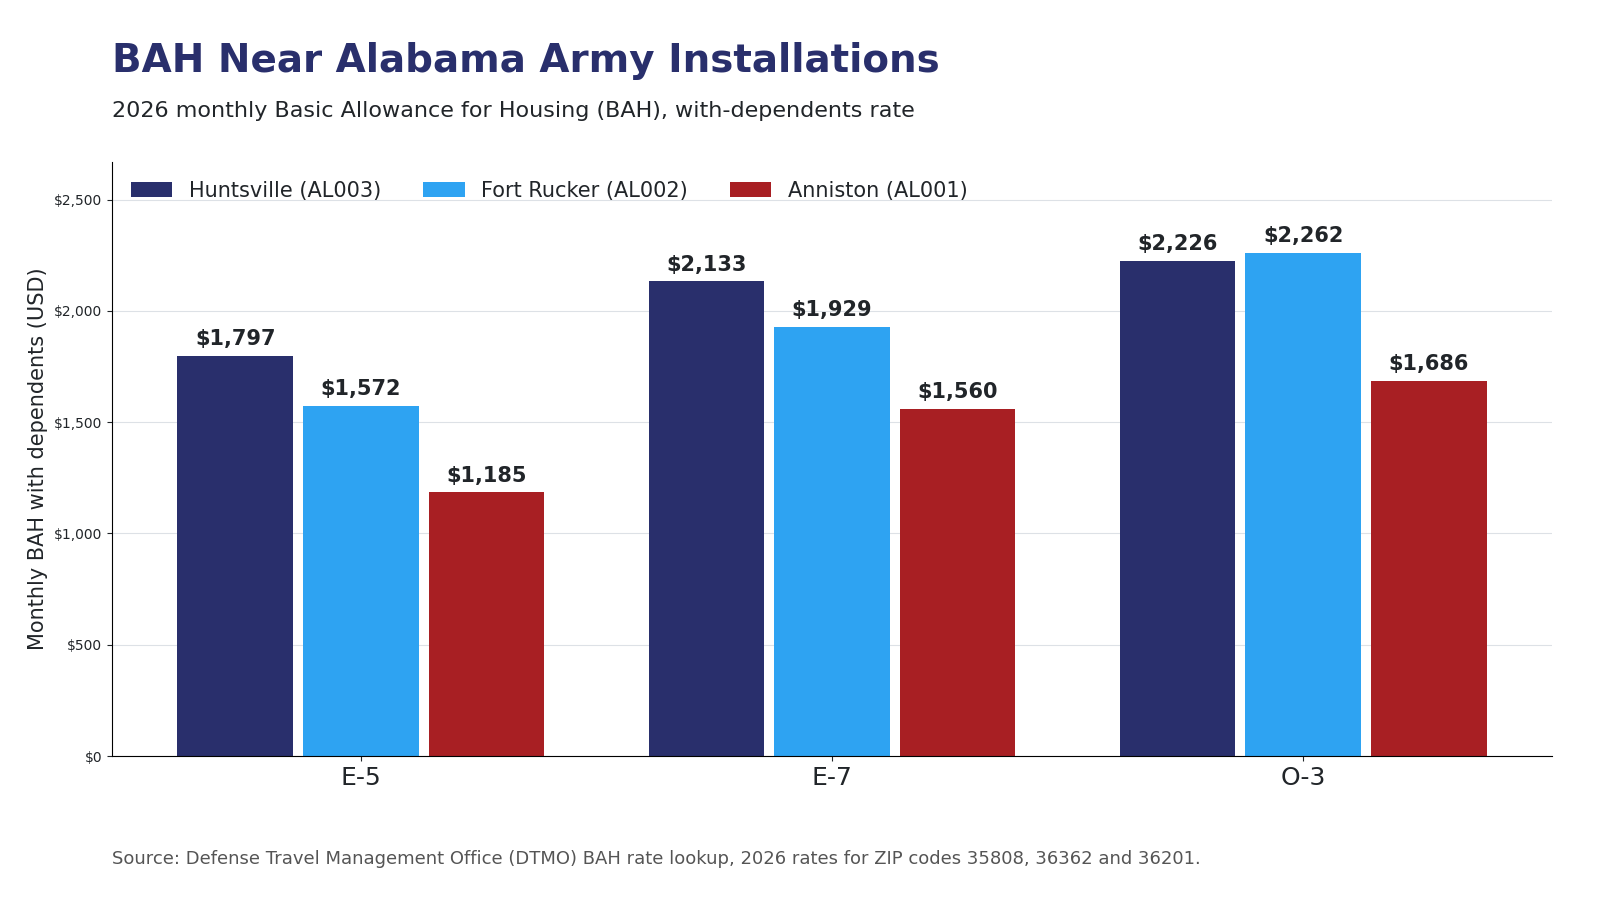 BAH Near Alabama Army Installations
2026 monthly Basic Allowance for Housing (BAH), with-dependents rate
Huntsville (AL003) Fort Rucker (AL002) Anniston (AL001)
Monthly BAH with dependents (USD)
$2,500
$2,000
$1,500
$1,000
$500
$0
$1,797 $1,572 $1,185
$2,133 $1,929 $1,560
$2,226 $2,262 $1,686
E-5 E-7 O-3
Source: Defense Travel Management Office (DTMO) BAH rate lookup, 2026 rates for ZIP codes 35808, 36362 and 36201.